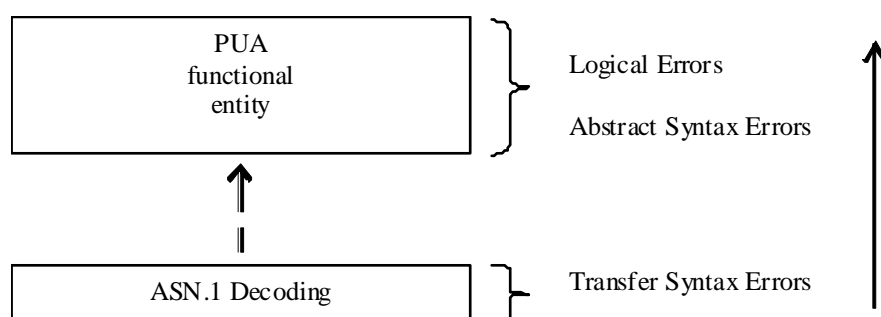 PUA
functional
entity
Logical Errors
Abstract Syntax Errors
ASN.1 Decoding
Transfer Syntax Errors